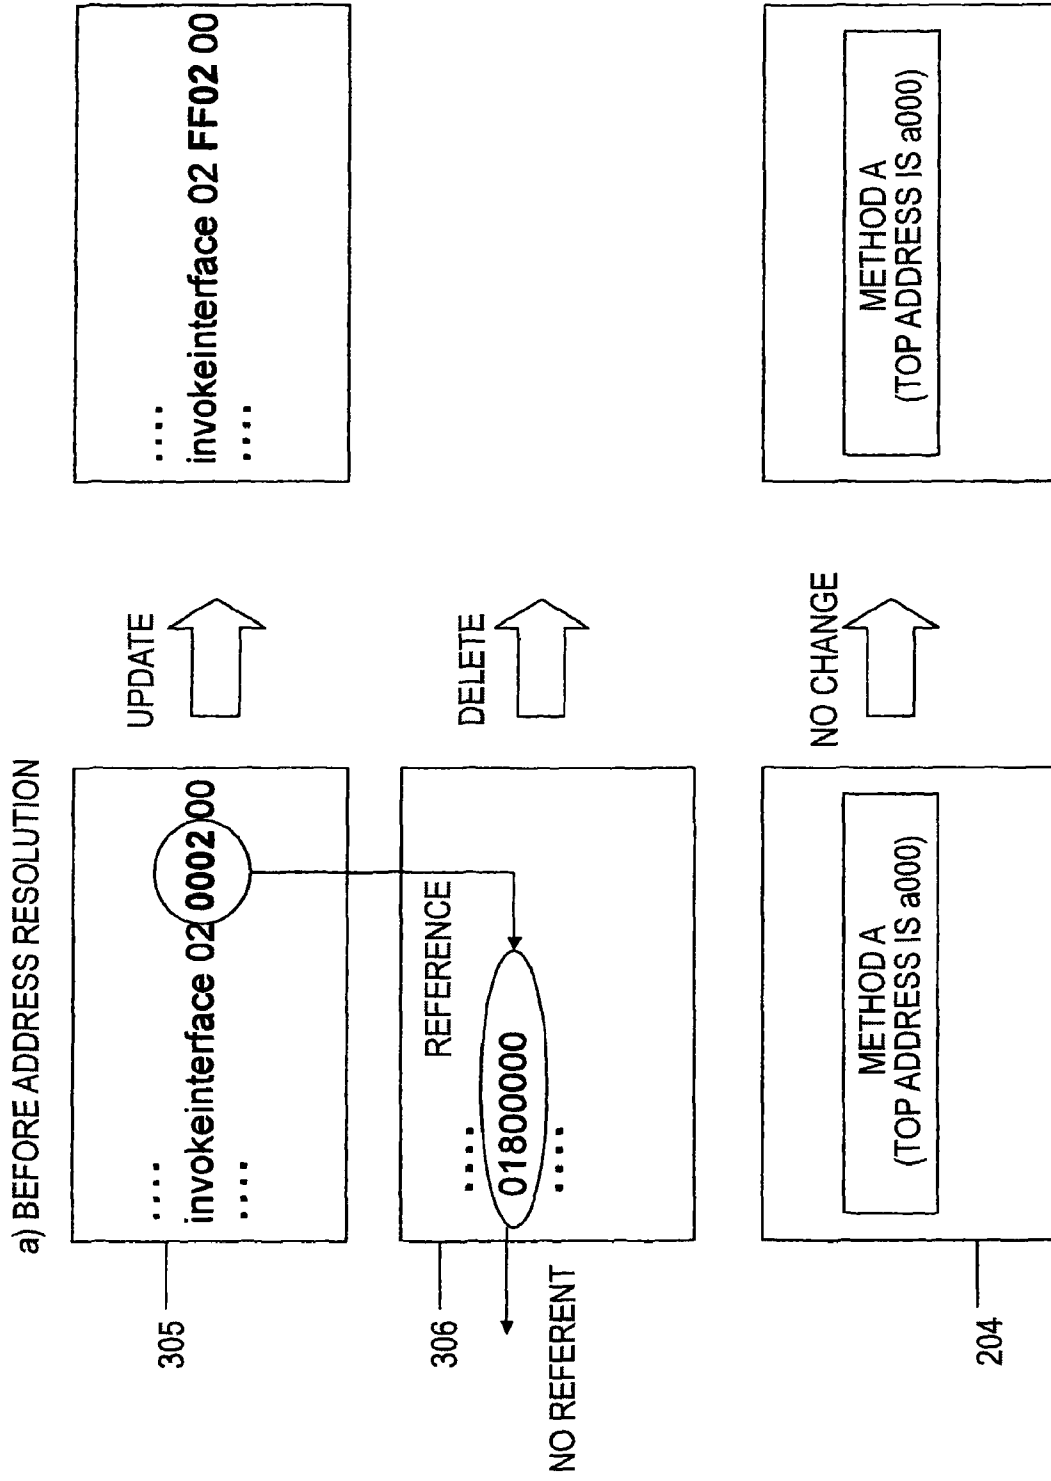 a) BEFORE ADDRESS RESOLUTION
305
....
invokeinterface 02 0002 00
....
UPDATE
....
invokeinterface 02 FF02 00
....
306
REFERENCE
....
01800000
....
NO REFERENT
DELETE
204
METHOD A
(TOP ADDRESS IS a000)
NO CHANGE
METHOD A
(TOP ADDRESS IS a000)